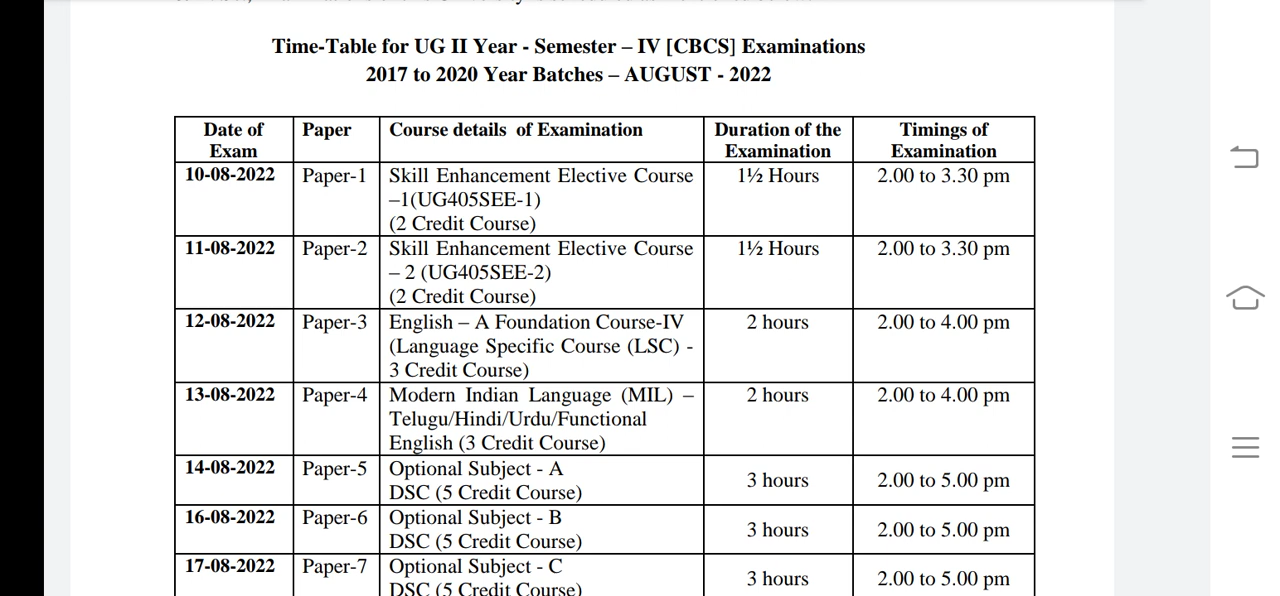 Time-Table for UG II Year - Semester – IV [CBCS] Examinations
2017 to 2020 Year Batches – AUGUST - 2022
Date of Exam Paper Course details of Examination Duration of the Examination Timings of Examination
10-08-2022 Paper-1 Skill Enhancement Elective Course 1½ Hours 2.00 to 3.30 pm
–1(UG405SEE-1)
(2 Credit Course)
11-08-2022 Paper-2 Skill Enhancement Elective Course 1½ Hours 2.00 to 3.30 pm
– 2 (UG405SEE-2)
(2 Credit Course)
12-08-2022 Paper-3 English – A Foundation Course-IV 2 hours 2.00 to 4.00 pm
(Language Specific Course (LSC) -
3 Credit Course)
13-08-2022 Paper-4 Modern Indian Language (MIL) – 2 hours 2.00 to 4.00 pm
Telugu/Hindi/Urdu/Functional
English (3 Credit Course)
14-08-2022 Paper-5 Optional Subject - A
DSC (5 Credit Course) 3 hours 2.00 to 5.00 pm
16-08-2022 Paper-6 Optional Subject - B
DSC (5 Credit Course) 3 hours 2.00 to 5.00 pm
17-08-2022 Paper-7 Optional Subject - C
DSC (5 Credit Course) 3 hours 2.00 to 5.00 pm